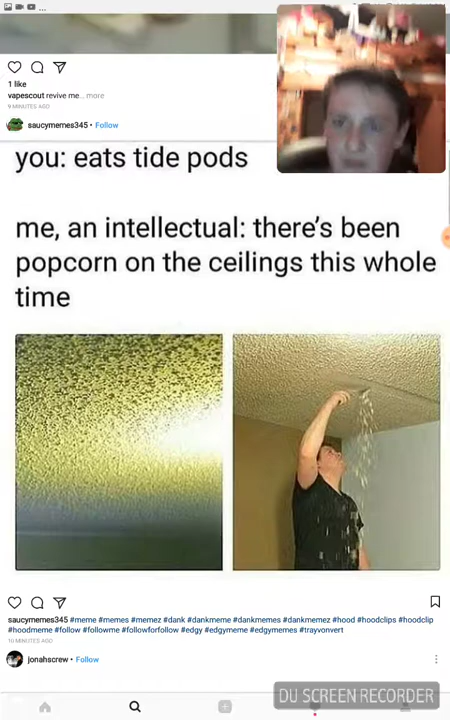 1 like
vapescout revive me... more
9 MINUTES AGO
saucymemes345 • Follow
you: eats tide pods
me, an intellectual: there's been
popcorn on the ceilings this whole
time
saucymemes345 #meme #memes #memez #dank #dankmeme #dankmemes #dankmemez #hood #hoodclips #hoodclip
#hoodmeme #follow #followme #followforfollow #edgy #edgymeme #edgymemes #trayvonvert
10 MINUTES AGO
jonahscrew • Follow
DU SCREEN RECORDER